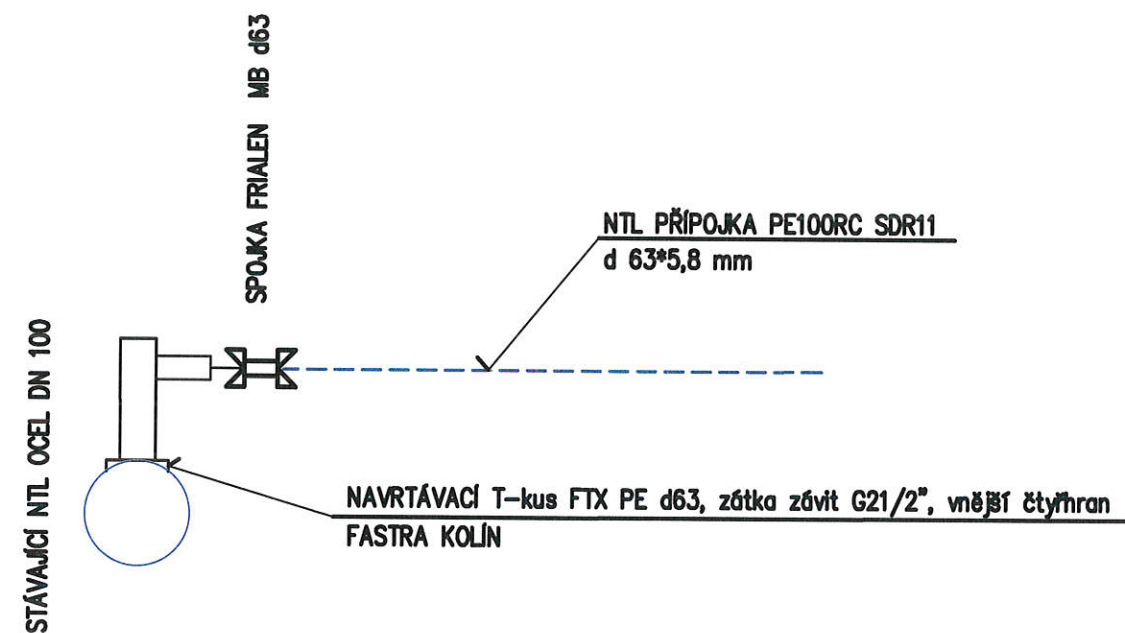 SPOJKA FRIALEN MB d63
NTL PŘÍPOJKA PE100RC SDR11
d 63*5,8 mm
STÁVAJÍCÍ NTL OCEL DN 100
NAVRTÁVACÍ T-kus FTX PE d63, zátka závit G21/2", vnější čtyřhran
FASTRA KOLÍN